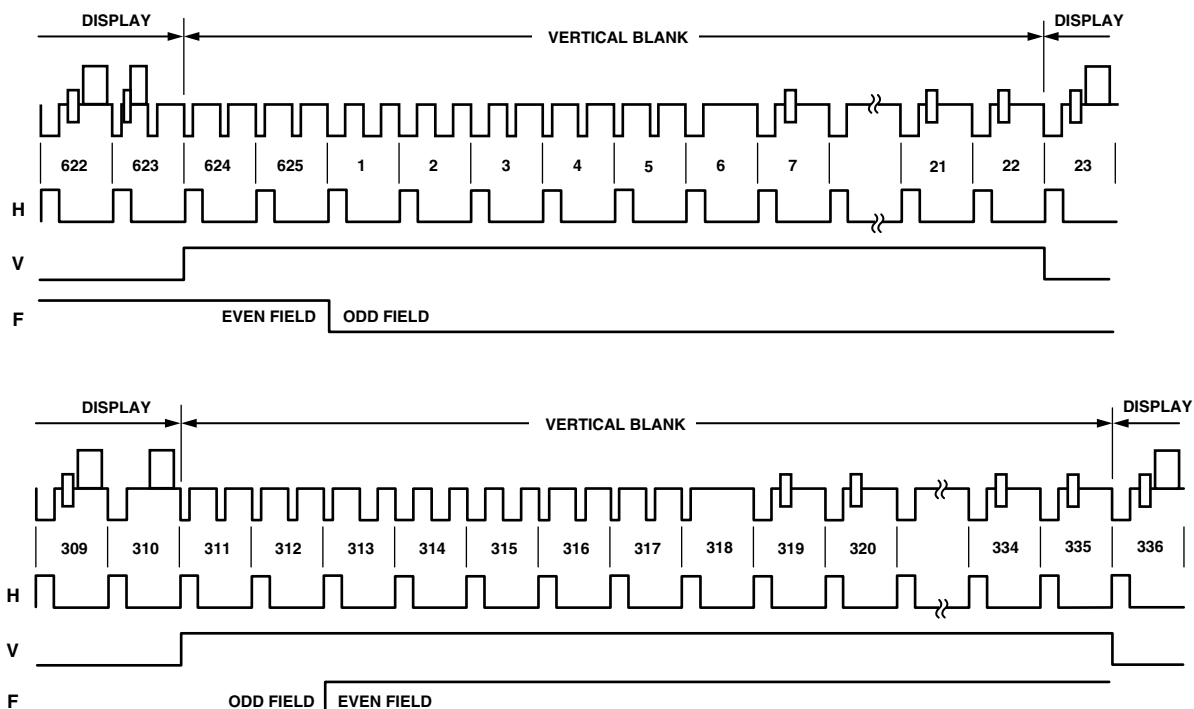 DISPLAY VERTICAL BLANK DISPLAY
622 623 624 625 1 2 3 4 5 6 7 21 22 23
H
V
F EVEN FIELD ODD FIELD
DISPLAY VERTICAL BLANK DISPLAY
309 310 311 312 313 314 315 316 317 318 319 320 334 335 336
H
V
F ODD FIELD EVEN FIELD